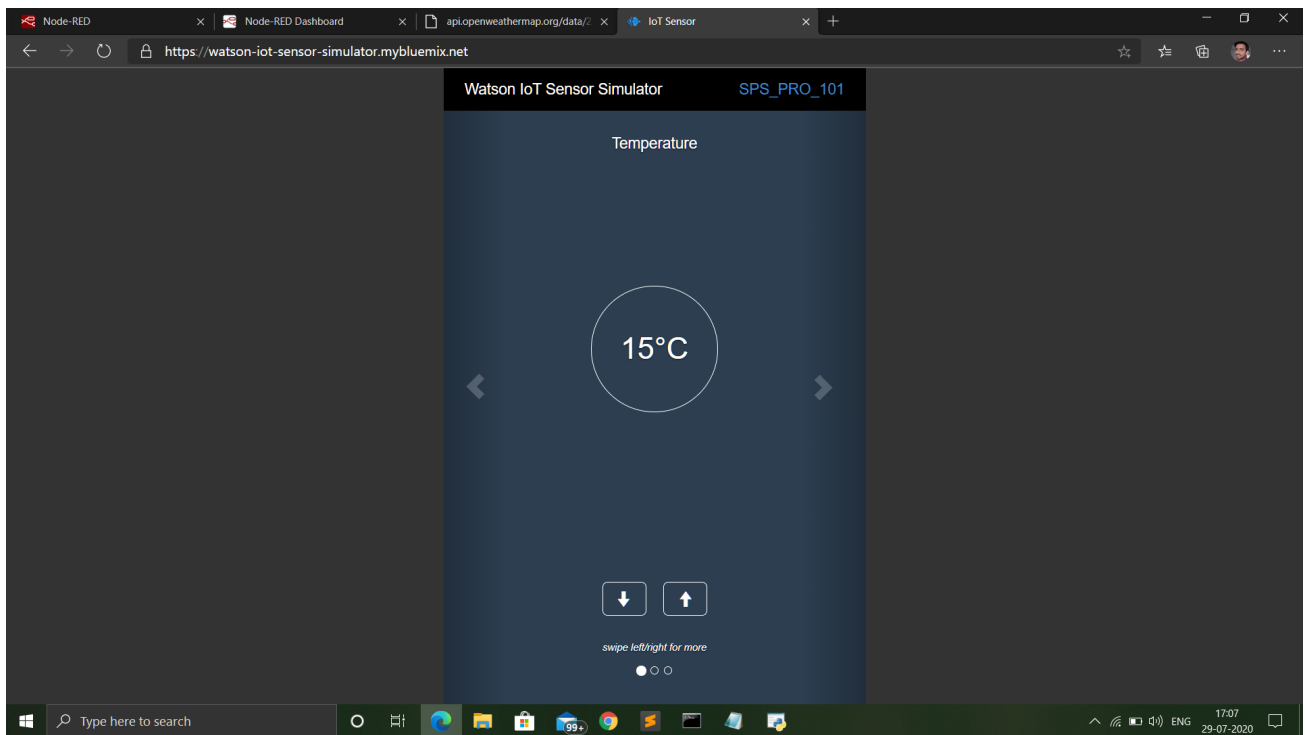 Node-RED
Node-RED Dashboard
api.openweathermap.org/data/2
IoT Sensor
https://watson-iot-sensor-simulator.mybluemix.net
Watson IoT Sensor Simulator
SPS_PRO_101
Temperature
15°C
swipe left/right for more
Type here to search
99+
ENG
17:07
29-07-2020